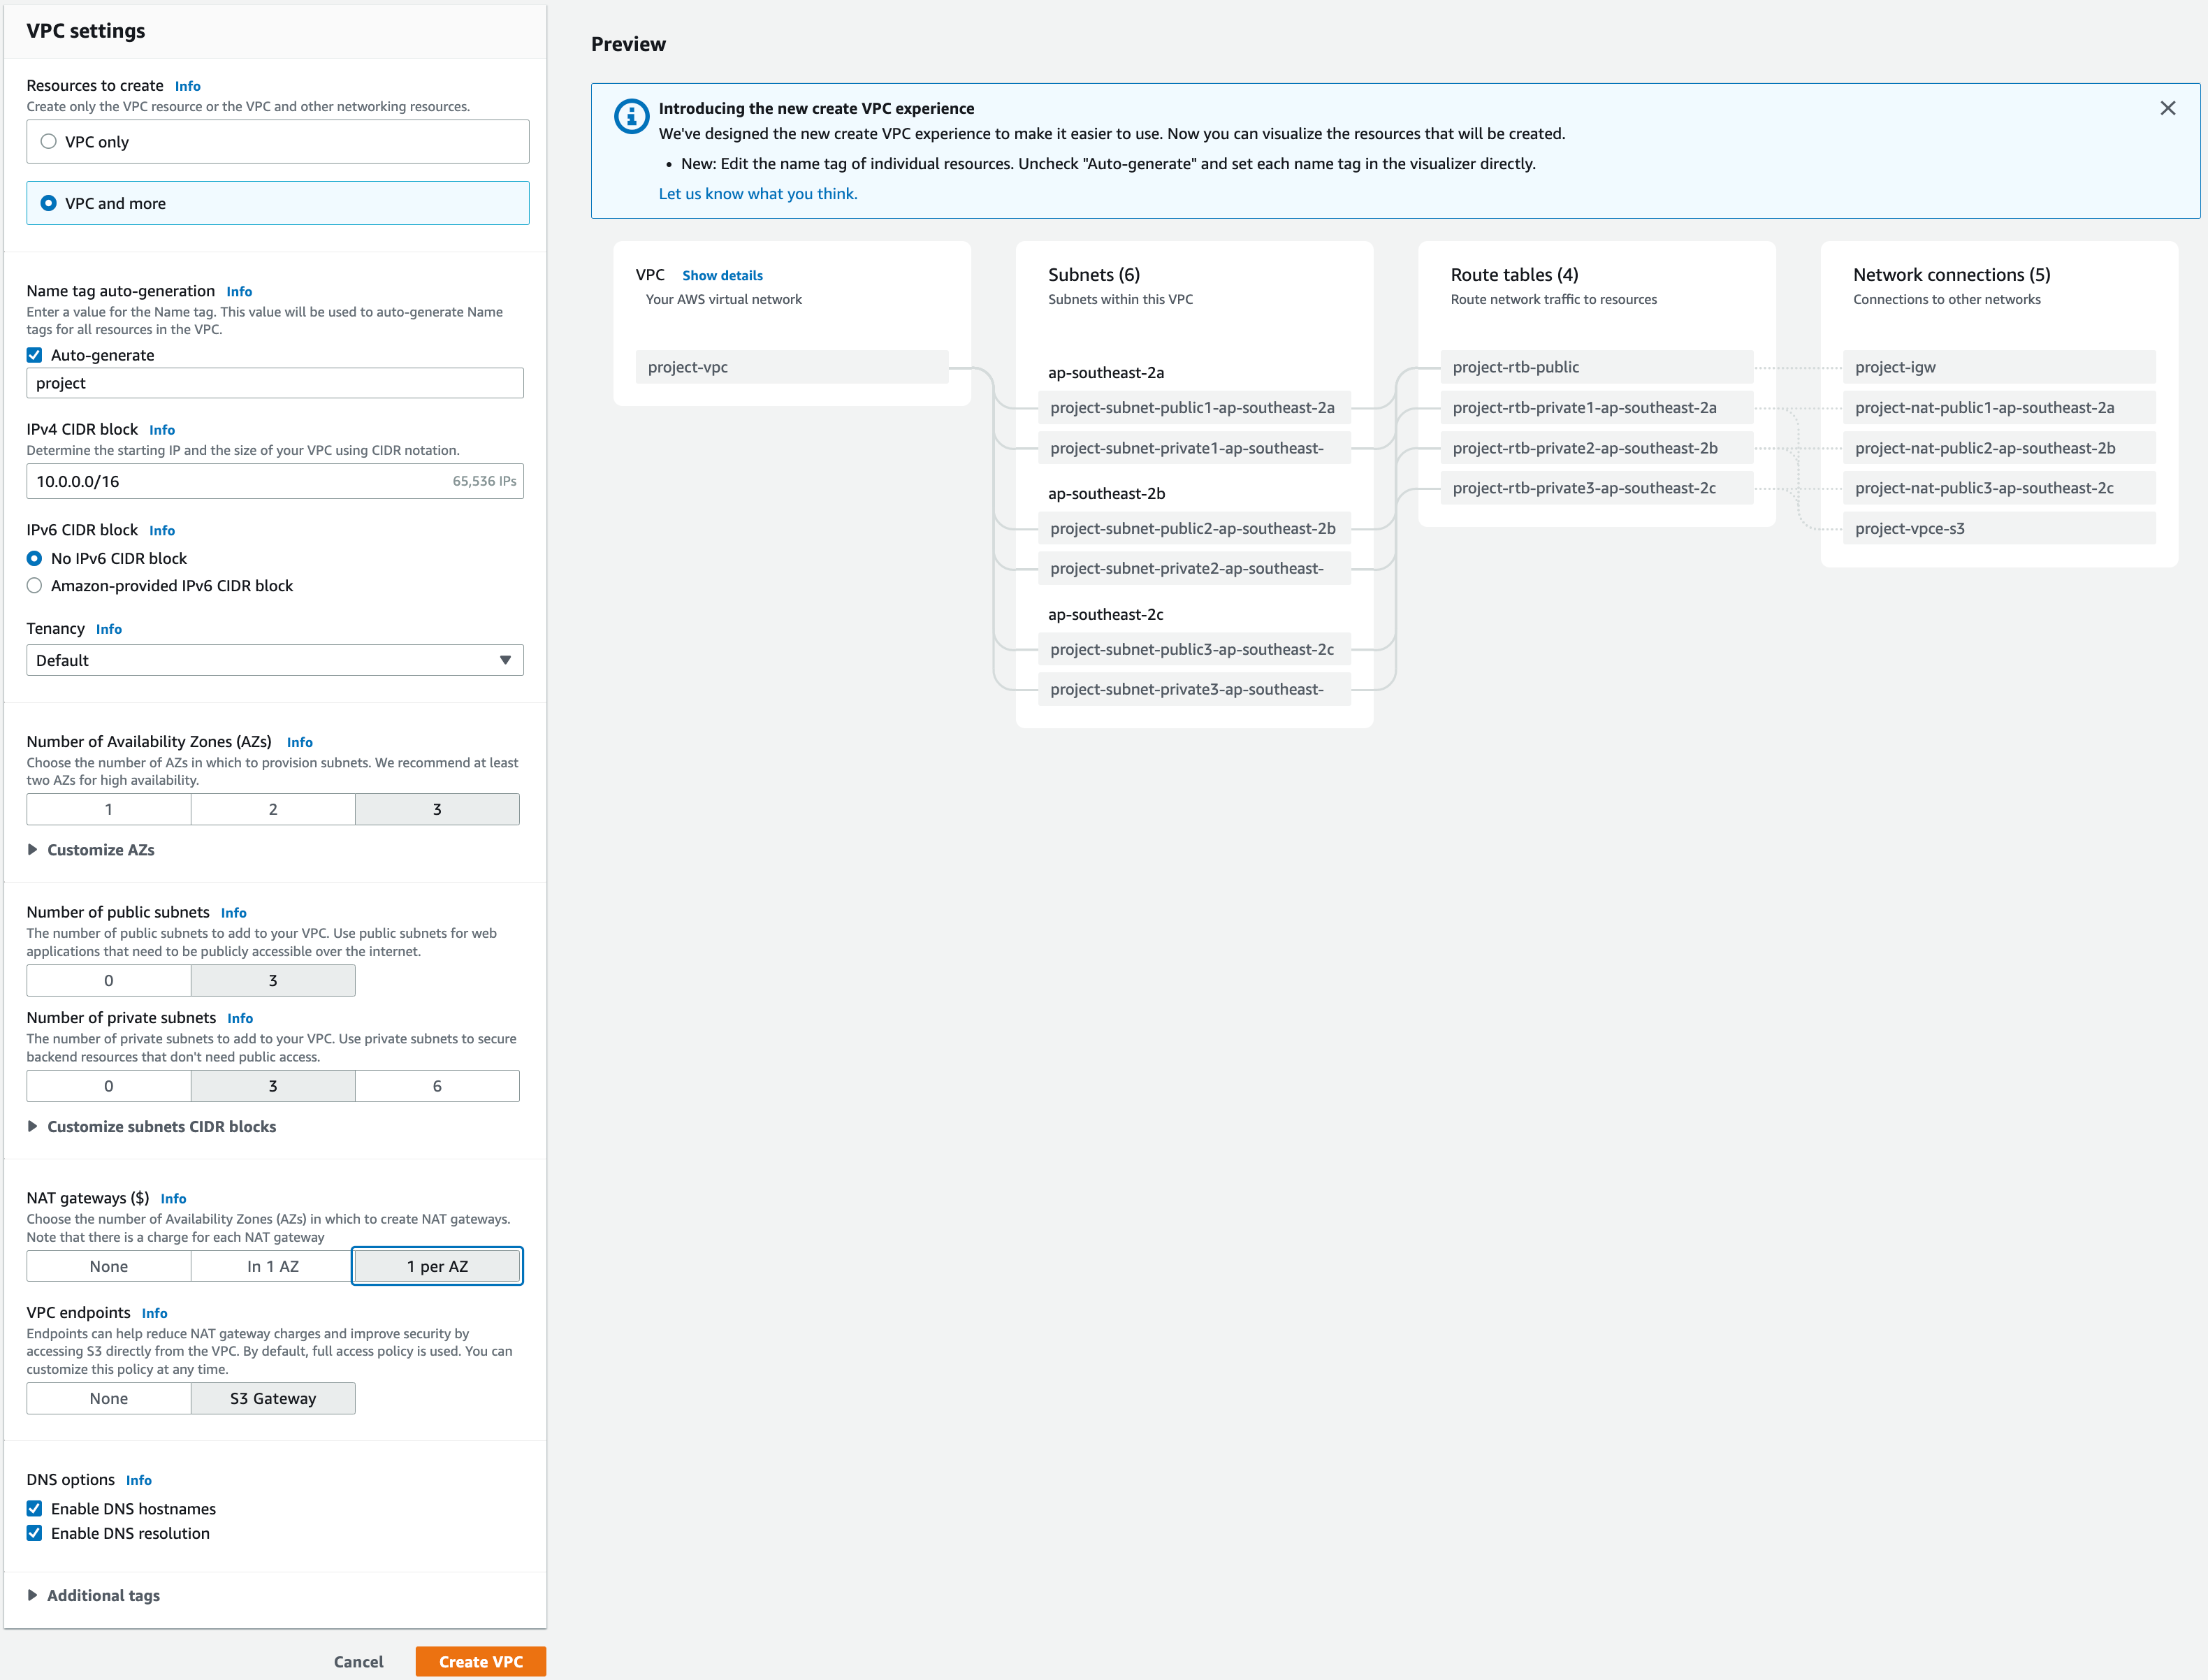 VPC settings
Resources to create Info
Create only the VPC resource or the VPC and other networking resources.
VPC only
VPC and more
Name tag auto-generation Info
Enter a value for the Name tag. This value will be used to auto-generate Name
tags for all resources in the VPC.
Auto-generate
project
IPv4 CIDR block Info
Determine the starting IP and the size of your VPC using CIDR notation.
10.0.0.0/16 65,536 IPs
IPv6 CIDR block Info
No IPv6 CIDR block
Amazon-provided IPv6 CIDR block
Tenancy Info
Default
Number of Availability Zones (AZs) Info
Choose the number of AZs in which to provision subnets. We recommend at least
two AZs for high availability.
1 2 3
Customize AZs
Number of public subnets Info
The number of public subnets to add to your VPC. Use public subnets for web
applications that need to be publicly accessible over the internet.
0 3
Number of private subnets Info
The number of private subnets to add to your VPC. Use private subnets to secure
backend resources that don't need public access.
0 3 6
Customize subnets CIDR blocks
NAT gateways ($) Info
Choose the number of Availability Zones (AZs) in which to create NAT gateways.
Note that there is a charge for each NAT gateway
None In 1 AZ 1 per AZ
VPC endpoints Info
Endpoints can help reduce NAT gateway charges and improve security by
accessing S3 directly from the VPC. By default, full access policy is used. You can
customize this policy at any time.
None S3 Gateway
DNS options Info
Enable DNS hostnames
Enable DNS resolution
Additional tags
Cancel Create VPC
Preview
Introducing the new create VPC experience
We've designed the new create VPC experience to make it easier to use. Now you can visualize the resources that will be created.
• New: Edit the name tag of individual resources. Uncheck "Auto-generate" and set each name tag in the visualizer directly.
Let us know what you think.
VPC Show details
Your AWS virtual network
project-vpc
Subnets (6)
Subnets within this VPC
ap-southeast-2a
project-subnet-public1-ap-southeast-2a
project-subnet-private1-ap-southeast-
ap-southeast-2b
project-subnet-public2-ap-southeast-2b
project-subnet-private2-ap-southeast-
ap-southeast-2c
project-subnet-public3-ap-southeast-2c
project-subnet-private3-ap-southeast-
Route tables (4)
Route network traffic to resources
project-rtb-public
project-rtb-private1-ap-southeast-2a
project-rtb-private2-ap-southeast-2b
project-rtb-private3-ap-southeast-2c
Network connections (5)
Connections to other networks
project-igw
project-nat-public1-ap-southeast-2a
project-nat-public2-ap-southeast-2b
project-nat-public3-ap-southeast-2c
project-vpce-s3